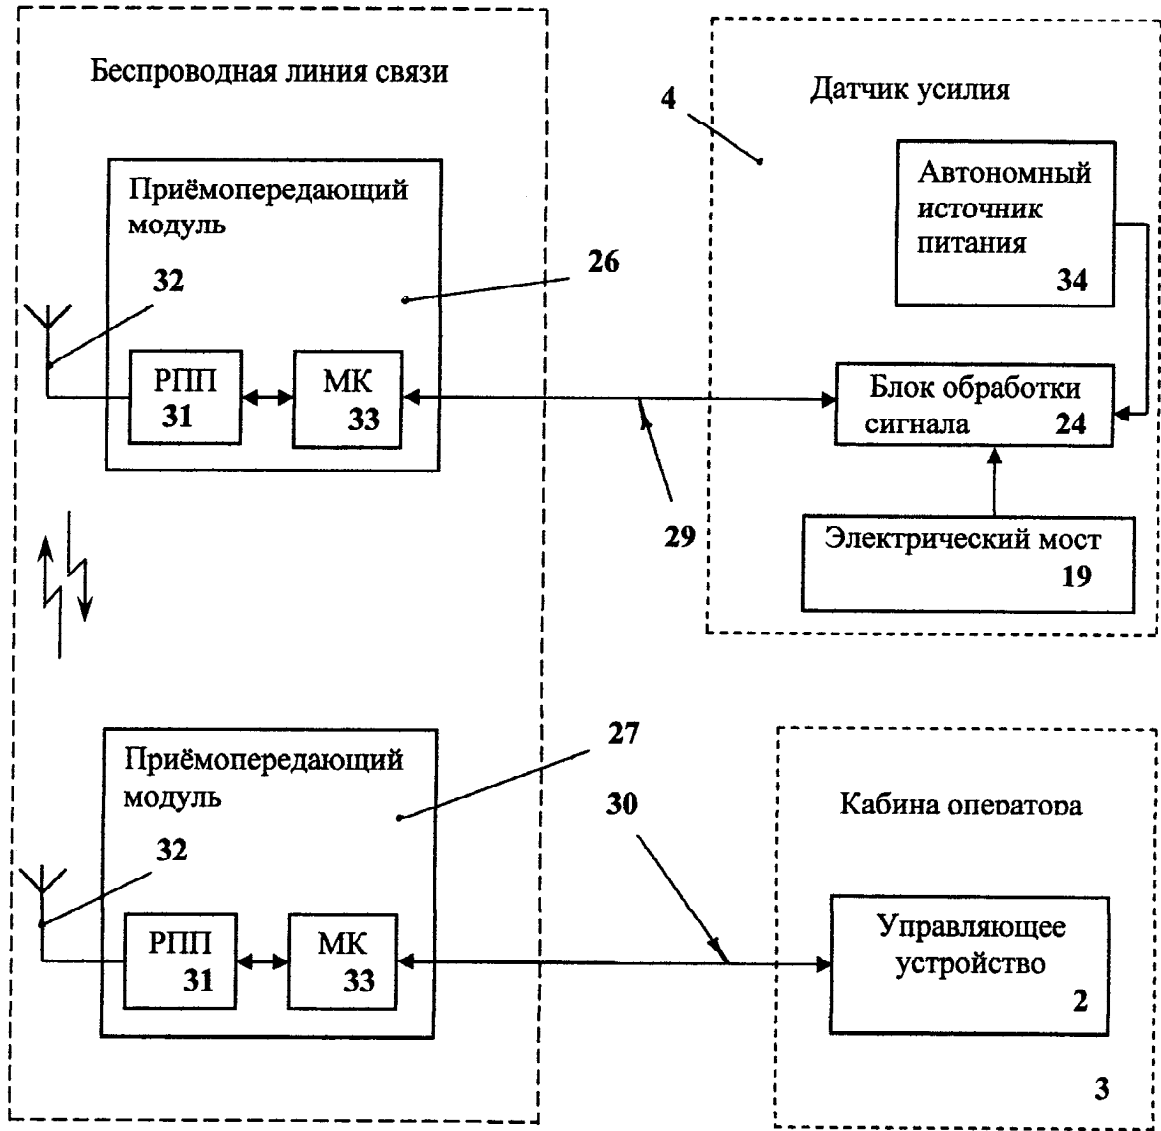 Беспроводная линия связи
Приёмопередающий
модуль
32
26
РПП
31
МК
33
29
4
Датчик усилия
Автономный
источник
питания
34
Блок обработки
сигнала 24
Электрический мост
19
Приёмопередающий
модуль
32
27
РПП
31
МК
33
30
Кабина оператора
Управляющее
устройство
2
3